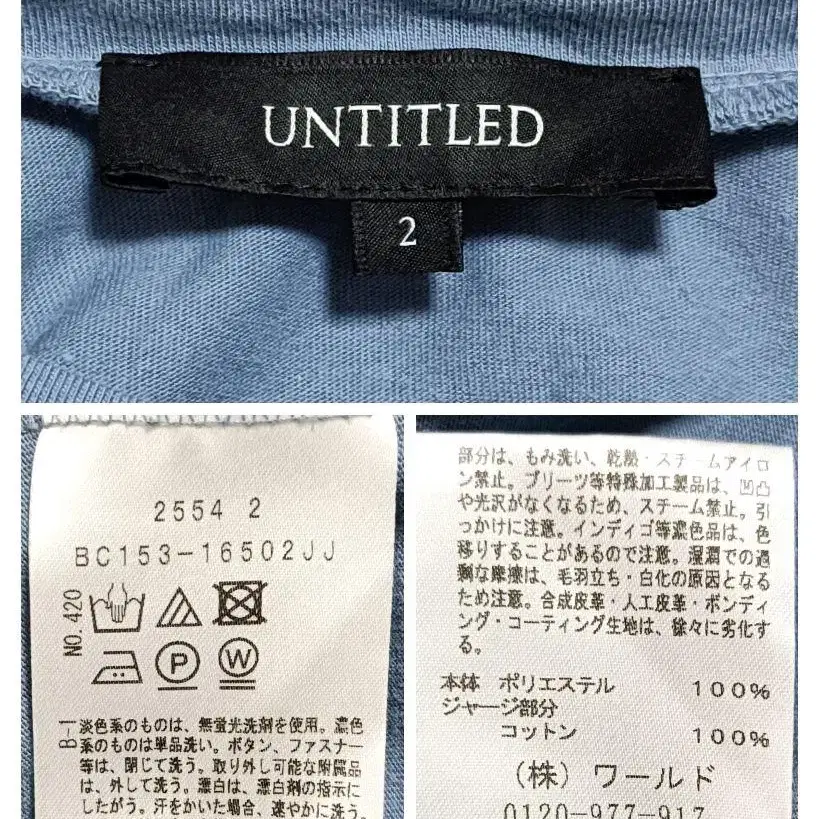 UNTITLED
2
2554 2
BC153-16502JJ
NO. 420
P
W
B-1
淡色系のものは、無蛍光洗剤を使用。濃色
系のものは単品洗い。ボタン、ファスナー
等は、閉じて洗う。取り外し可能な附属品
は、外して洗う。漂白は、漂白剤の指示に
したがう。汗をかいた場合、速やかに洗う。
部分は、もみ洗い、乾燥・スチームアイロ
ン禁止。プリーツ等特殊加工製品は、凹凸
や光沢がなくなるため、スチーム禁止。引
っかけに注意。インディゴ等濃色品は、色
移りすることがあるので注意。湿潤での過
剰な摩擦は、毛羽立ち・白化の原因となる
ため注意。合成皮革・人工皮革・ボンディ
ング・コーティング生地は、徐々に劣化す
る。
本体 ポリエステル 100%
ジャージ部分
コットン 100%
(株) ワールド
0120-977-917